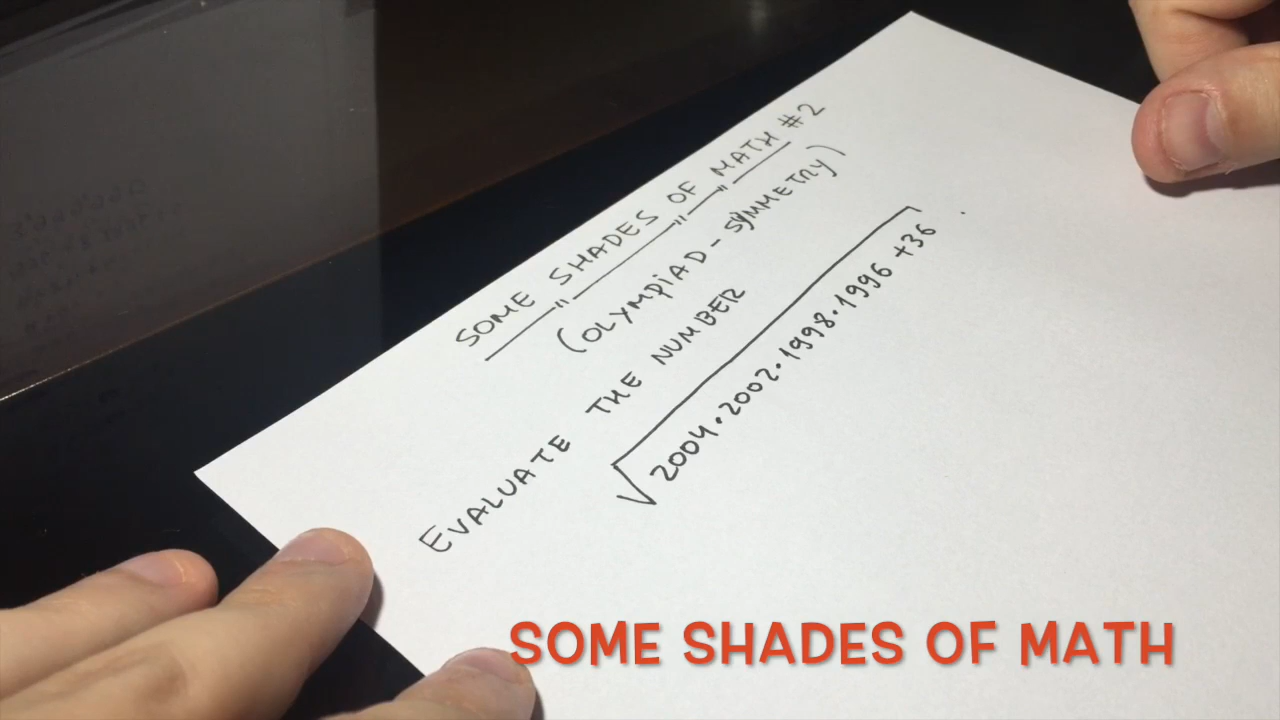 "SOME SHADES OF MATH" #2
(OLYMPIAD - SYMMETRY)
EVALUATE THE NUMBER
√2004·2002·1998·1996 +36
SOME SHADES OF MATH